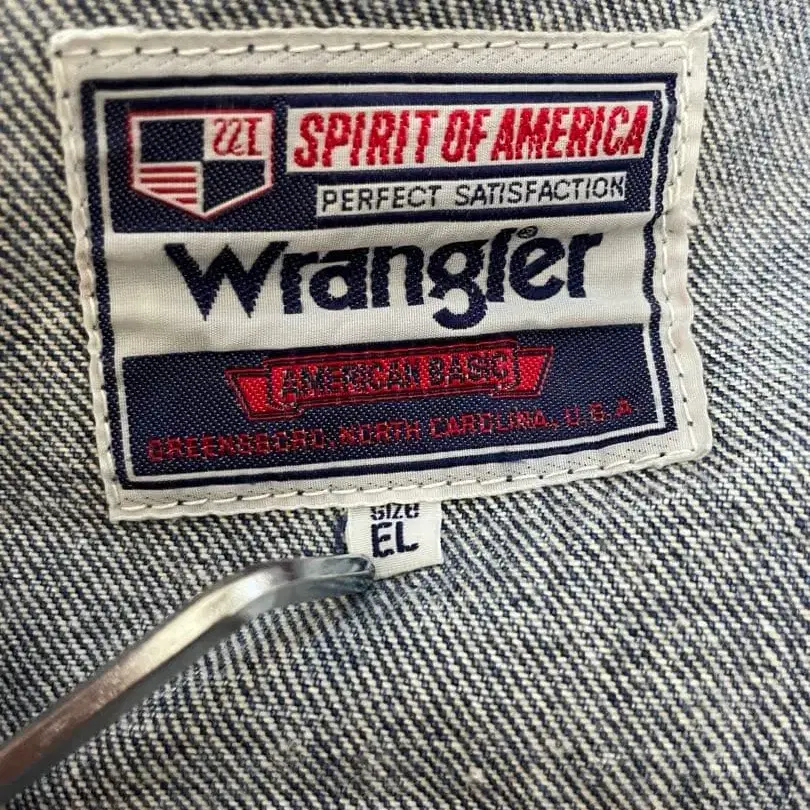 SPIRIT OF AMERICA
PERFECT SATISFACTION
Wrangler®
AMERICAN BASIC
GREENSBORO, NORTH CAROLINA, U.S.A
SIZE
EL